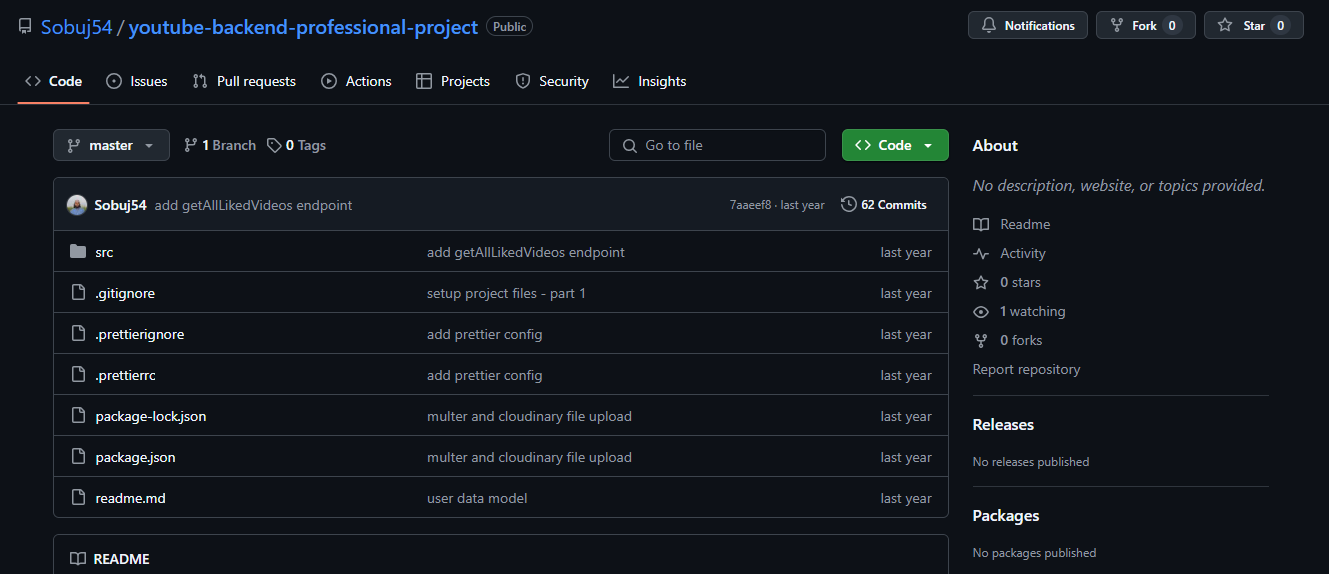 Sobuj54 / youtube-backend-professional-project Public Notifications Fork 0 Star 0
Code Issues Pull requests Actions Projects Security Insights
master 1 Branch 0 Tags Go to file Code
Sobuj54 add getAllLikedVideos endpoint 7aaeef8 · last year 62 Commits
src add getAllLikedVideos endpoint last year
.gitignore setup project files - part 1 last year
.prettierignore add prettier config last year
.prettierrc add prettier config last year
package-lock.json multer and cloudinary file upload last year
package.json multer and cloudinary file upload last year
readme.md user data model last year
README
About
No description, website, or topics provided.
Readme
Activity
0 stars
1 watching
0 forks
Report repository
Releases
No releases published
Packages
No packages published